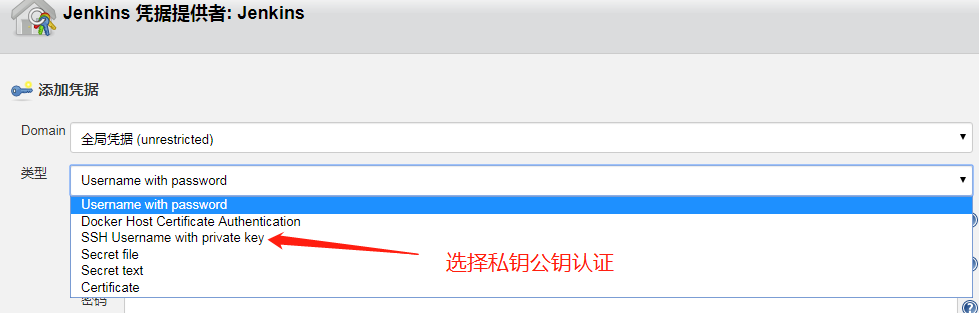 Jenkins 凭据提供者: Jenkins
添加凭据
Domain 全局凭据 (unrestricted)
类型 Username with password
Username with password
Docker Host Certificate Authentication
SSH Username with private key
Secret file
选择私钥公钥认证
Secret text
Certificate
密码